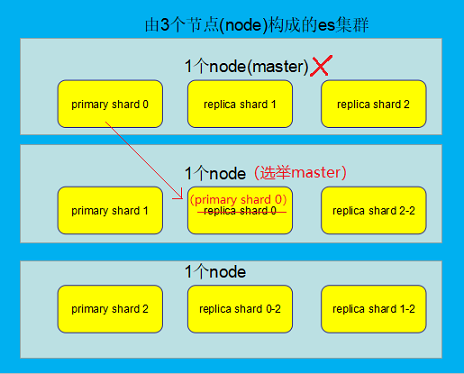 由3个节点(node)构成的es集群
1个node(master)
primary shard 0
replica shard 1
replica shard 2
1个node (选举master)
(primary shard 0)
primary shard 1
replica shard 0
replica shard 2-2
1个node
primary shard 2
replica shard 0-2
replica shard 1-2